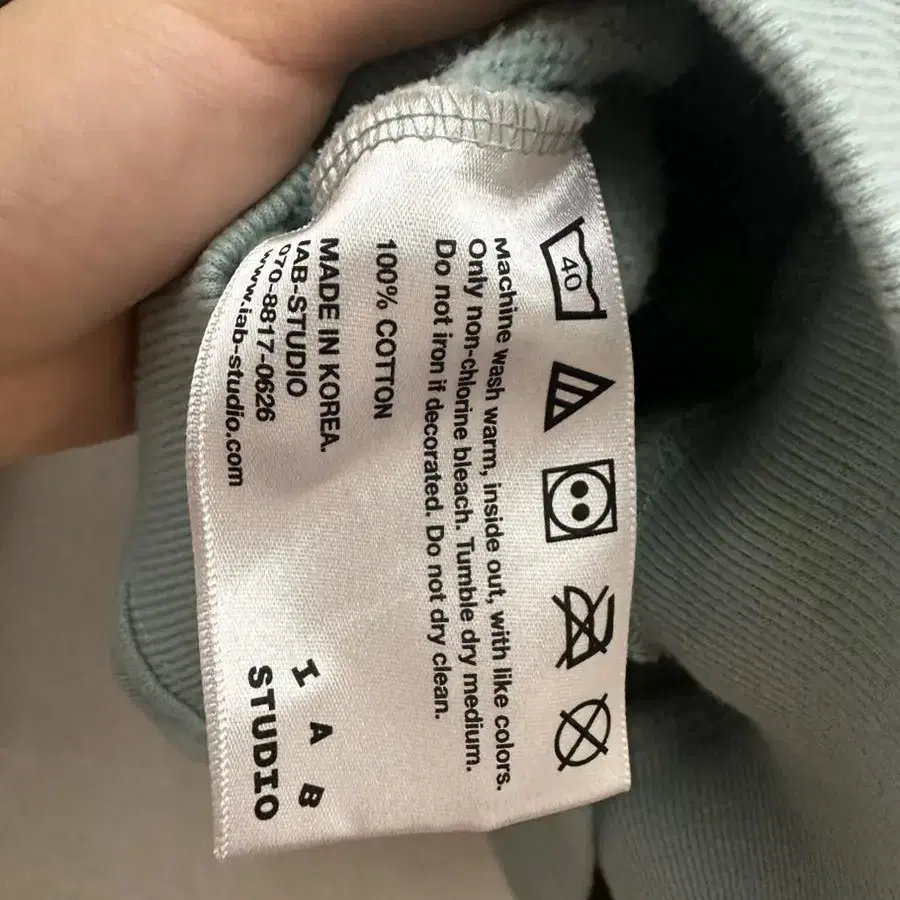 40
Machine wash warm, inside out, with like colors.
Only non-chlorine bleach. Tumble dry medium.
Do not iron if decorated. Do not dry clean.
100% COTTON
MADE IN KOREA.
IAB-STUDIO
070-8817-0626
www.iab-studio.com
I A B
STUDIO